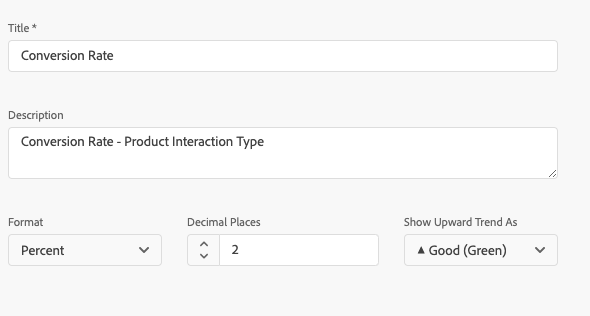 Title *
Conversion Rate
Description
Conversion Rate - Product Interaction Type
Format
Decimal Places
Show Upward Trend As
Percent
2
▲ Good (Green)